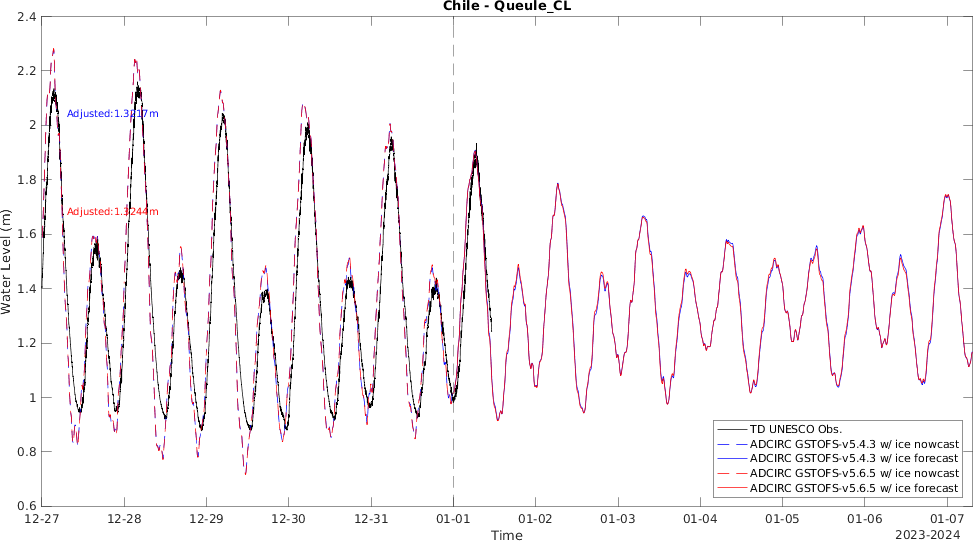 Chile - Queule_CL
2.4
2.2
2
1.8
1.6
1.4
1.2
1
0.8
0.6
Water Level (m)
Adjusted:1.3217m
Adjusted:1.3244m
TD UNESCO Obs.
ADCIRC GSTOFS-v5.4.3 w/ ice nowcast
ADCIRC GSTOFS-v5.4.3 w/ ice forecast
ADCIRC GSTOFS-v5.6.5 w/ ice nowcast
ADCIRC GSTOFS-v5.6.5 w/ ice forecast
12-27 12-28 12-29 12-30 12-31 01-01 01-02 01-03 01-04 01-05 01-06 01-07
Time
2023-2024